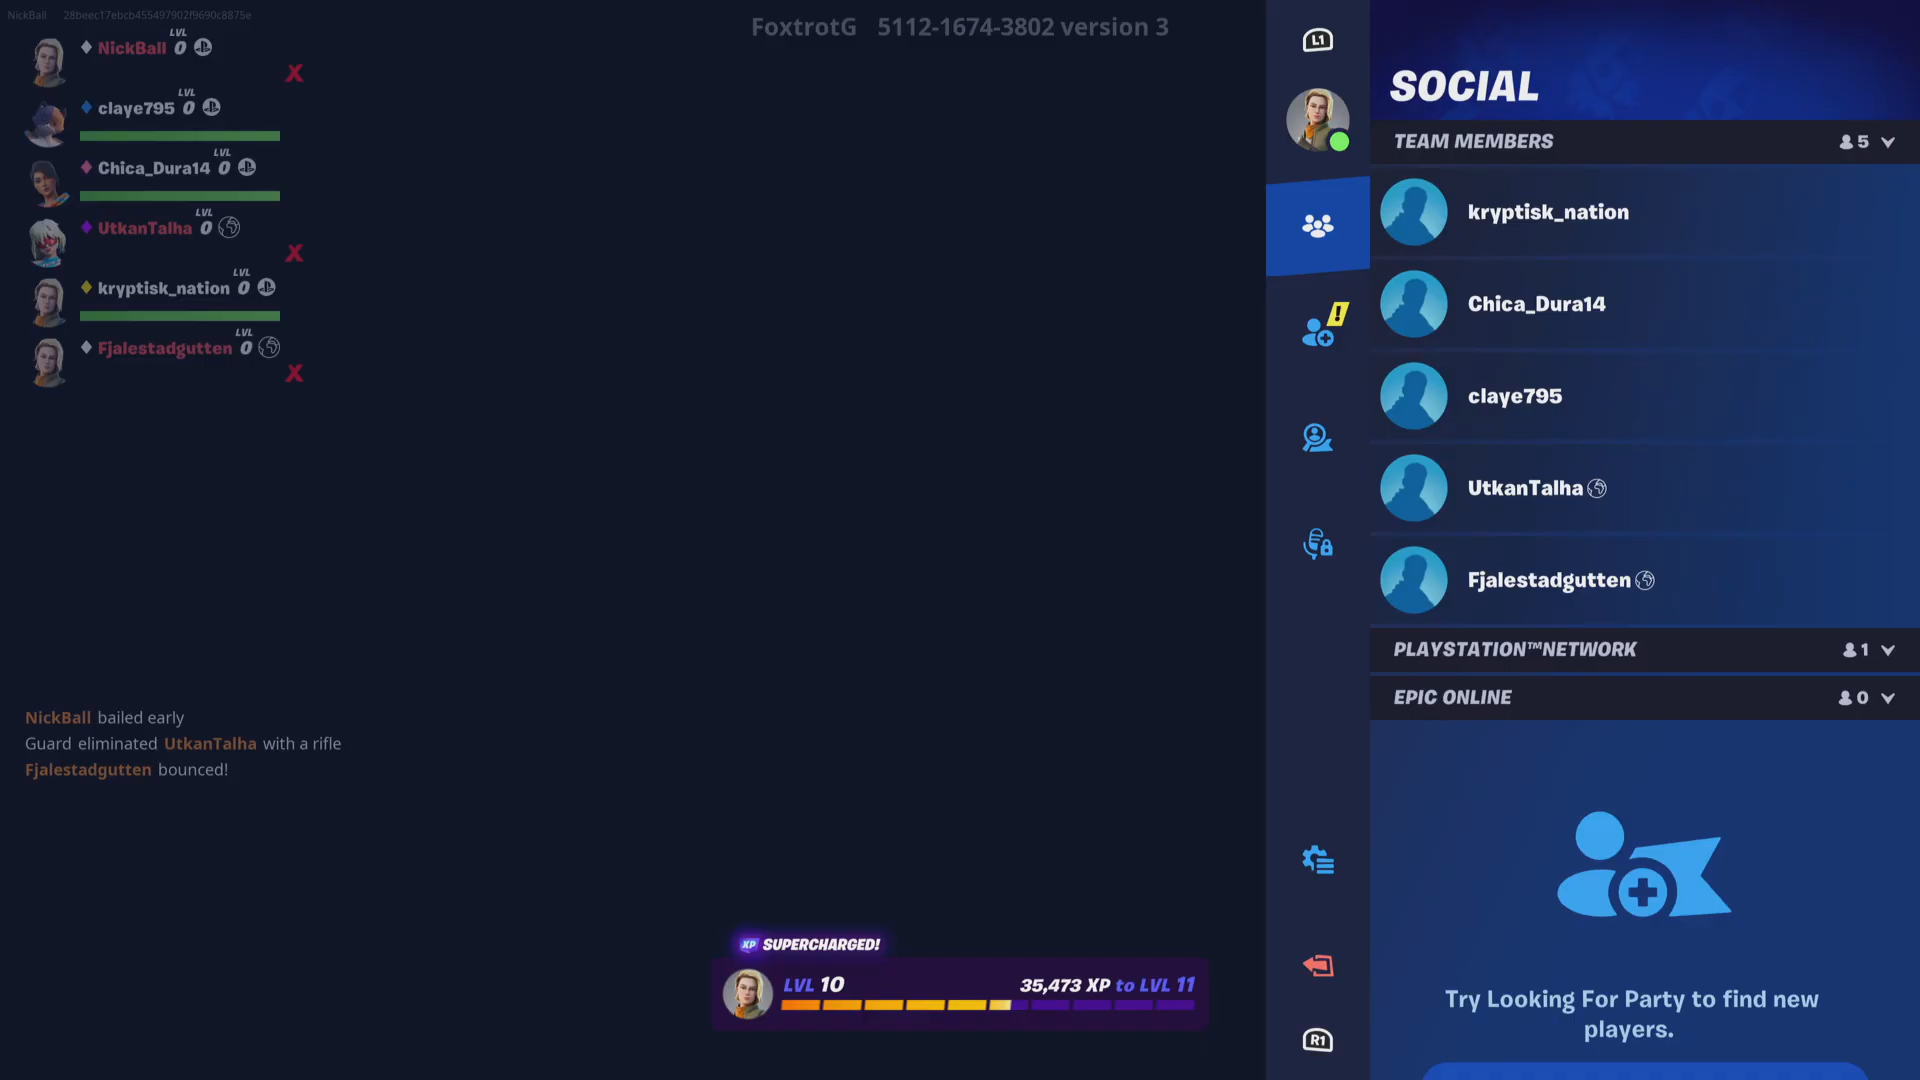 NickBall 28beec17ebcb455497902f9690c8875e
FoxtrotG 5112-1674-3802 version 3
LVL
NickBall 0
X
LVL
claye795 0
LVL
Chica_Dura14 0
LVL
UtkanTalha 0
X
LVL
kryptisk_nation 0
LVL
Fjalestadgutten 0
X
NickBall bailed early
Guard eliminated UtkanTalha with a rifle
Fjalestadgutten bounced!
XP SUPERCHARGED!
LVL 10 35,473 XP to LVL 11
L1
!
R1
SOCIAL
TEAM MEMBERS 5
kryptisk_nation
Chica_Dura14
claye795
UtkanTalha
Fjalestadgutten
PLAYSTATION™NETWORK 1
EPIC ONLINE 0
Try Looking For Party to find new
players.